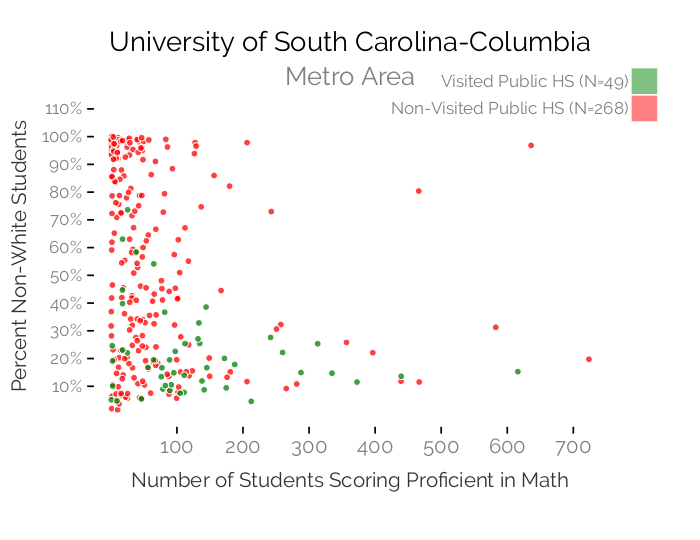 University of South Carolina-Columbia
Metro Area
Visited Public HS (N=49)
Non-Visited Public HS (N=268)
Percent Non-White Students
110%
100%
90%
80%
70%
60%
50%
40%
30%
20%
10%
100 200 300 400 500 600 700
Number of Students Scoring Proficient in Math